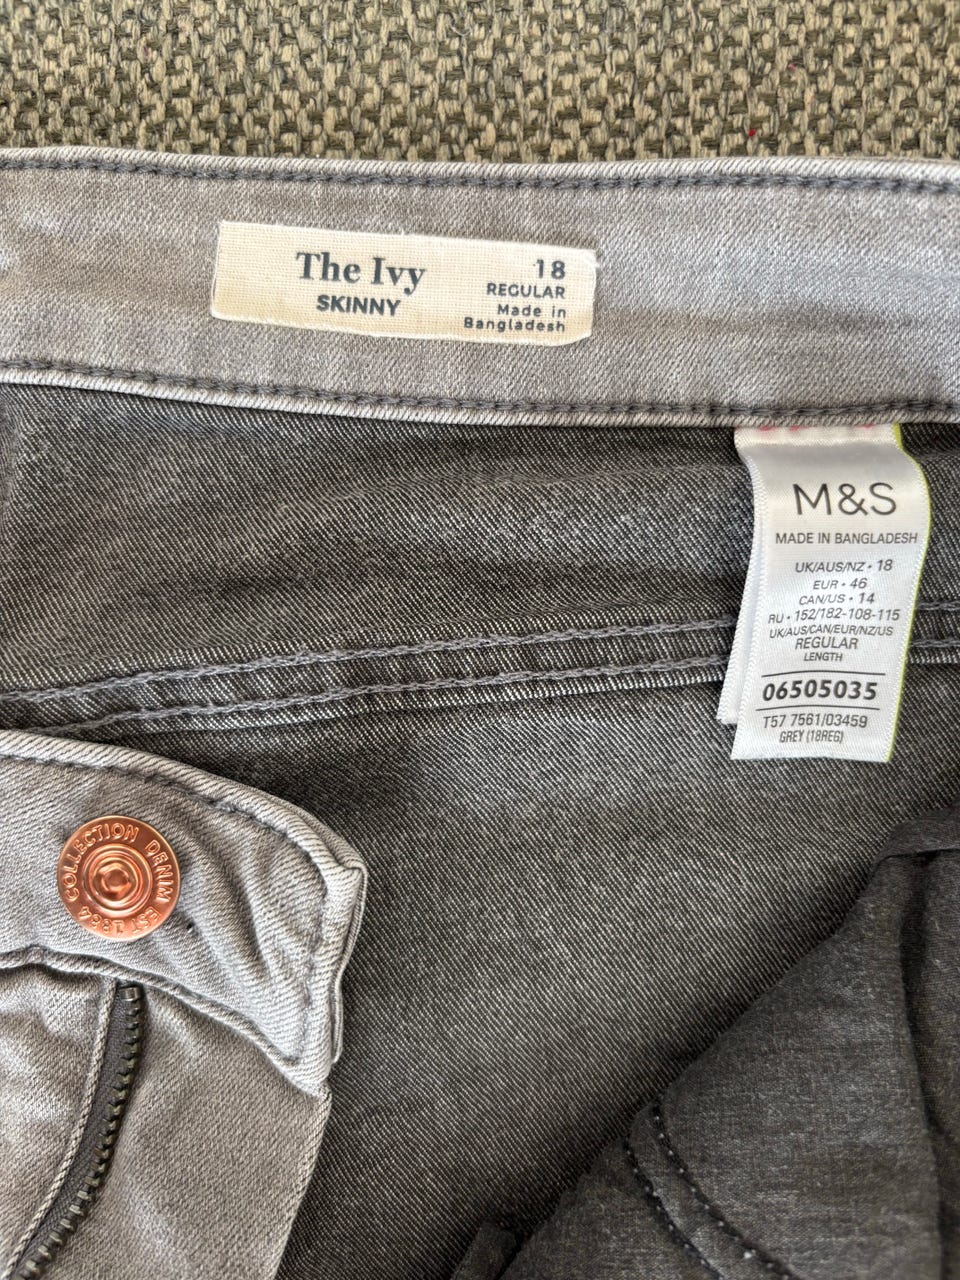 The Ivy
SKINNY
18
REGULAR
Made in
Bangladesh
M&S
MADE IN BANGLADESH
UK/AUS/NZ • 18
EUR • 46
CAN/US • 14
RU • 152/182-108-115
UK/AUS/CAN/EUR/NZ/US
REGULAR
LENGTH
06505035
T57 7561/03459
GREY (18REG)
COLLECTION DENIM
EST 1884